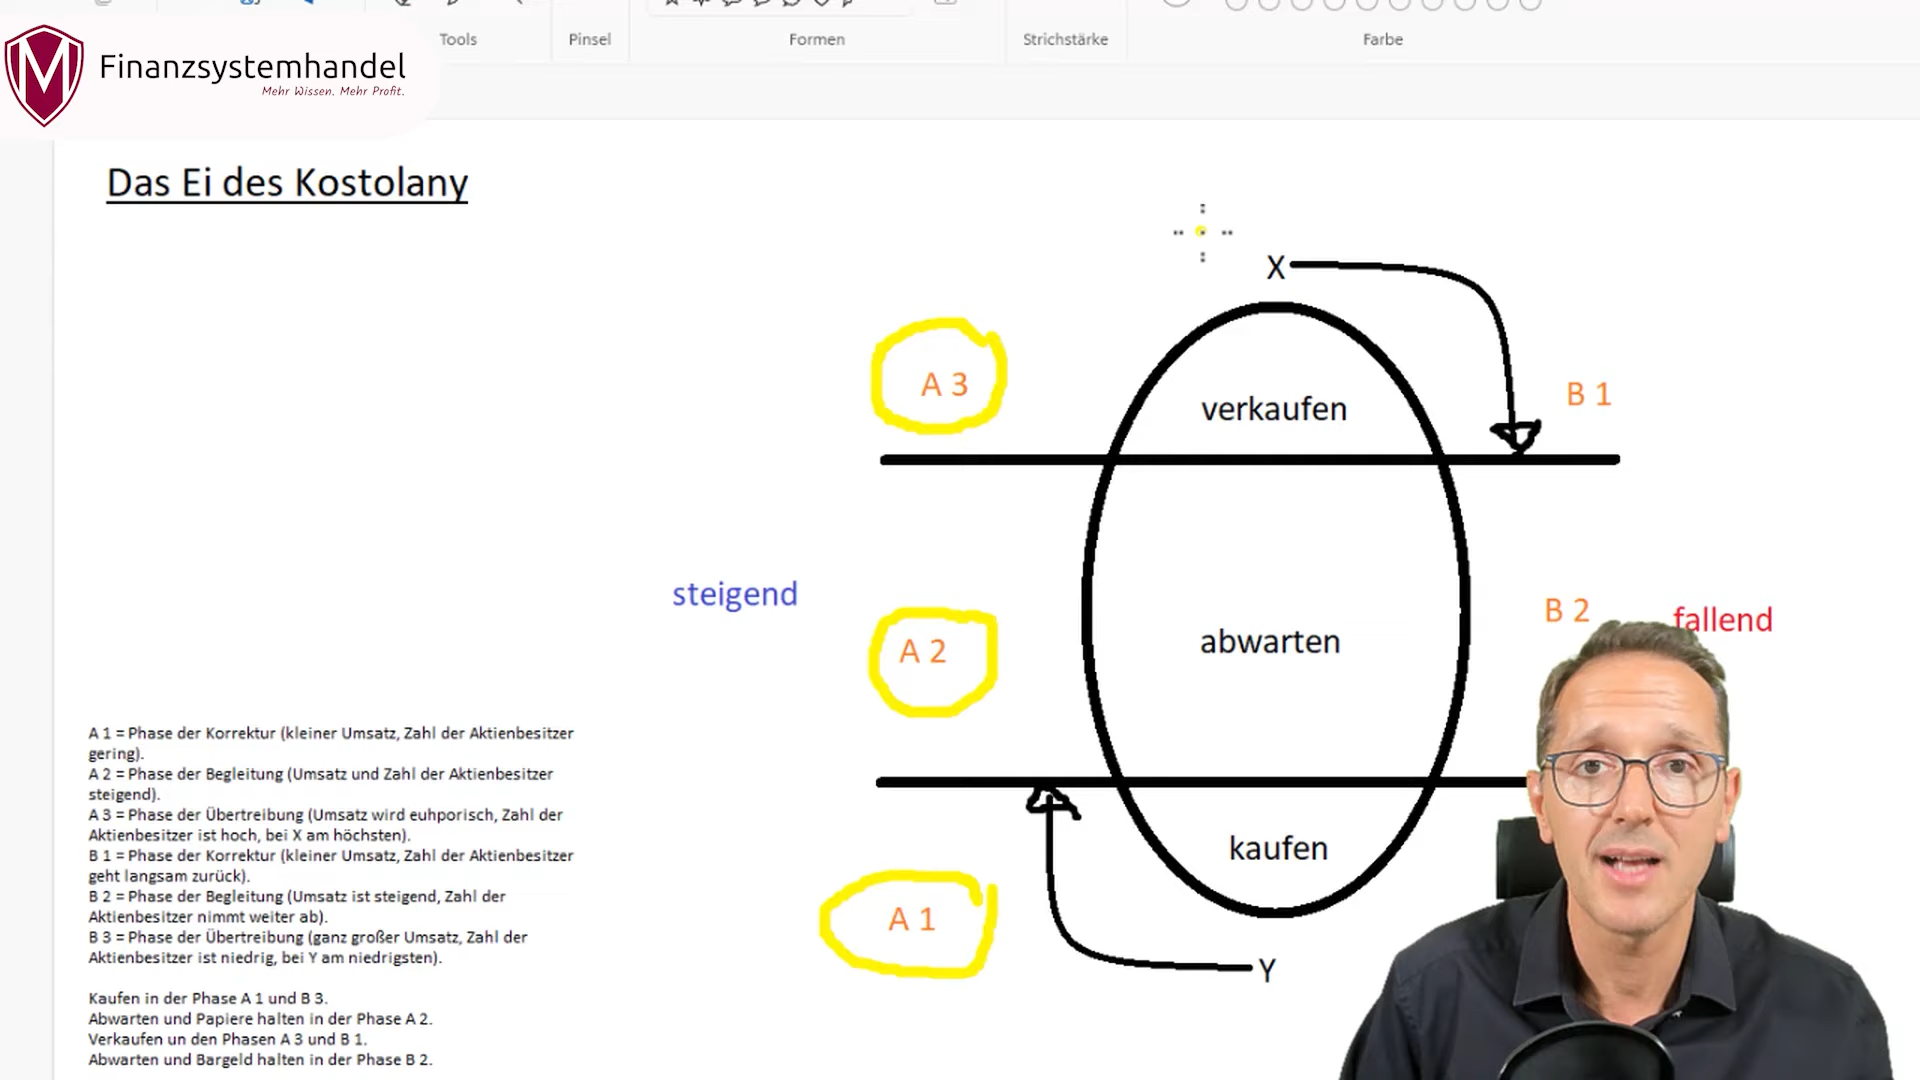 Tools
Pinsel
Formen
Strichstärke
Farbe
M
Finanzsystemhandel
Mehr Wissen. Mehr Profit.
Das Ei des Kostolany
X
A 3
verkaufen
B 1
steigend
A 2
abwarten
B 2
fallend
kaufen
A 1
Y
A 1 = Phase der Korrektur (kleiner Umsatz, Zahl der Aktienbesitzer
gering).
A 2 = Phase der Begleitung (Umsatz und Zahl der Aktienbesitzer
steigend).
A 3 = Phase der Übertreibung (Umsatz wird euhporisch, Zahl der
Aktienbesitzer ist hoch, bei X am höchsten).
B 1 = Phase der Korrektur (kleiner Umsatz, Zahl der Aktienbesitzer
geht langsam zurück).
B 2 = Phase der Begleitung (Umsatz ist steigend, Zahl der
Aktienbesitzer nimmt weiter ab).
B 3 = Phase der Übertreibung (ganz großer Umsatz, Zahl der
Aktienbesitzer ist niedrig, bei Y am niedrigsten).
Kaufen in der Phase A 1 und B 3.
Abwarten und Papiere halten in der Phase A 2.
Verkaufen un den Phasen A 3 und B 1.
Abwarten und Bargeld halten in der Phase B 2.